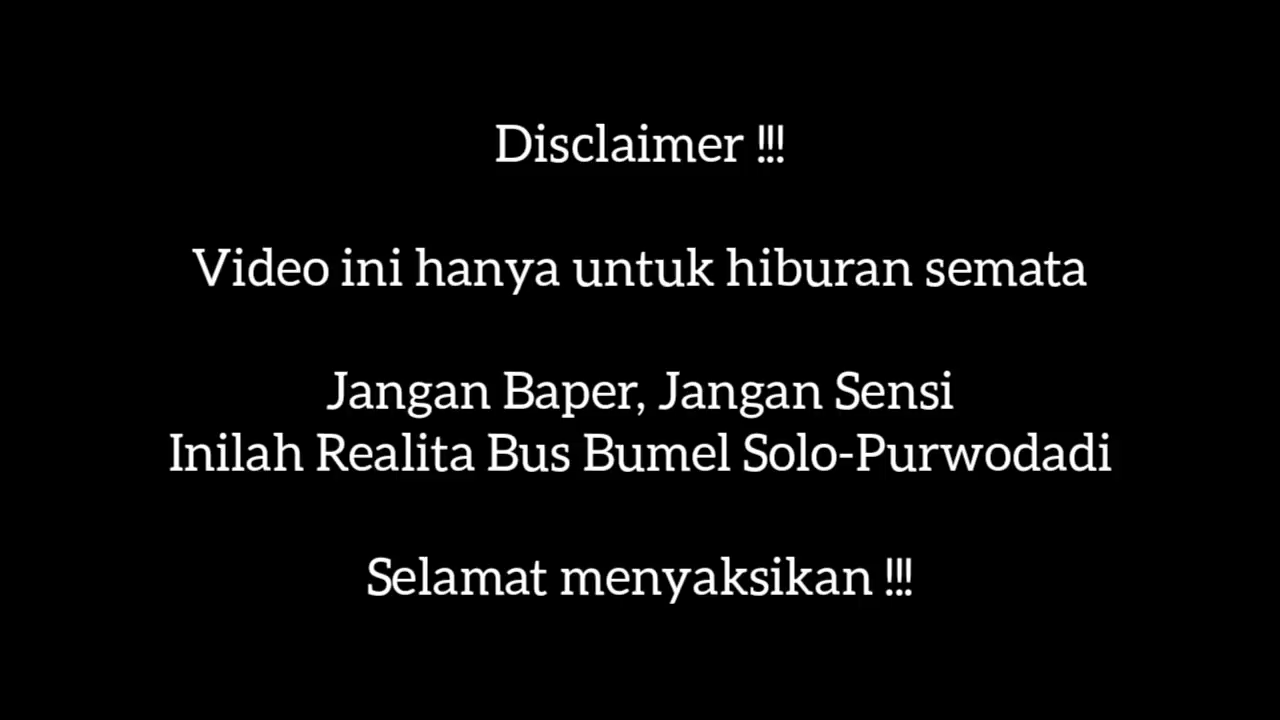 Disclaimer !!!
Video ini hanya untuk hiburan semata
Jangan Baper, Jangan Sensi
Inilah Realita Bus Bumel Solo-Purwodadi
Selamat menyaksikan !!!